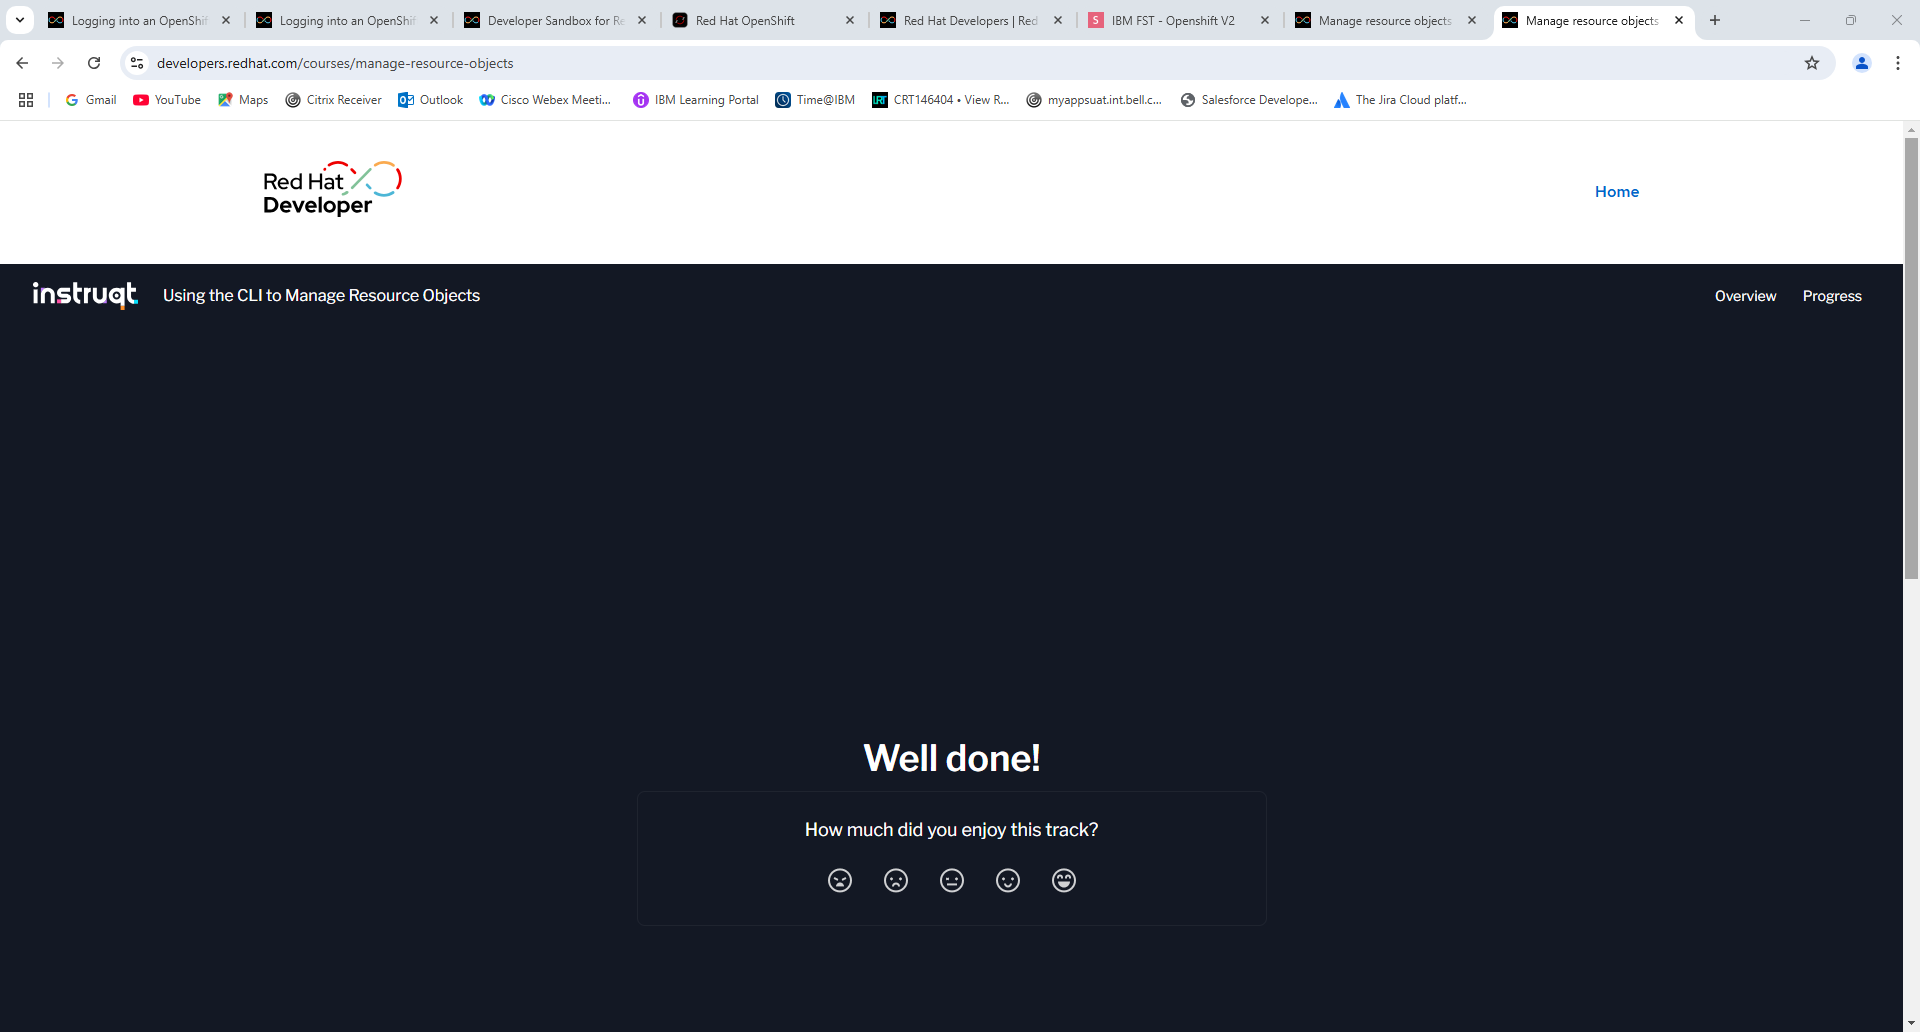 Logging into an OpenShif
Logging into an OpenShif
Developer Sandbox for Re
Red Hat OpenShift
Red Hat Developers | Red
S IBM FST - Openshift V2
Manage resource objects
Manage resource objects
developers.redhat.com/courses/manage-resource-objects
Gmail
YouTube
Maps
Citrix Receiver
Outlook
Cisco Webex Meeti...
IBM Learning Portal
Time@IBM
CRT146404 • View R...
myappsuat.int.bell.c...
Salesforce Develope...
The Jira Cloud platf...
Red Hat
Developer
Home
instruqt
Using the CLI to Manage Resource Objects
Overview
Progress
Well done!
How much did you enjoy this track?